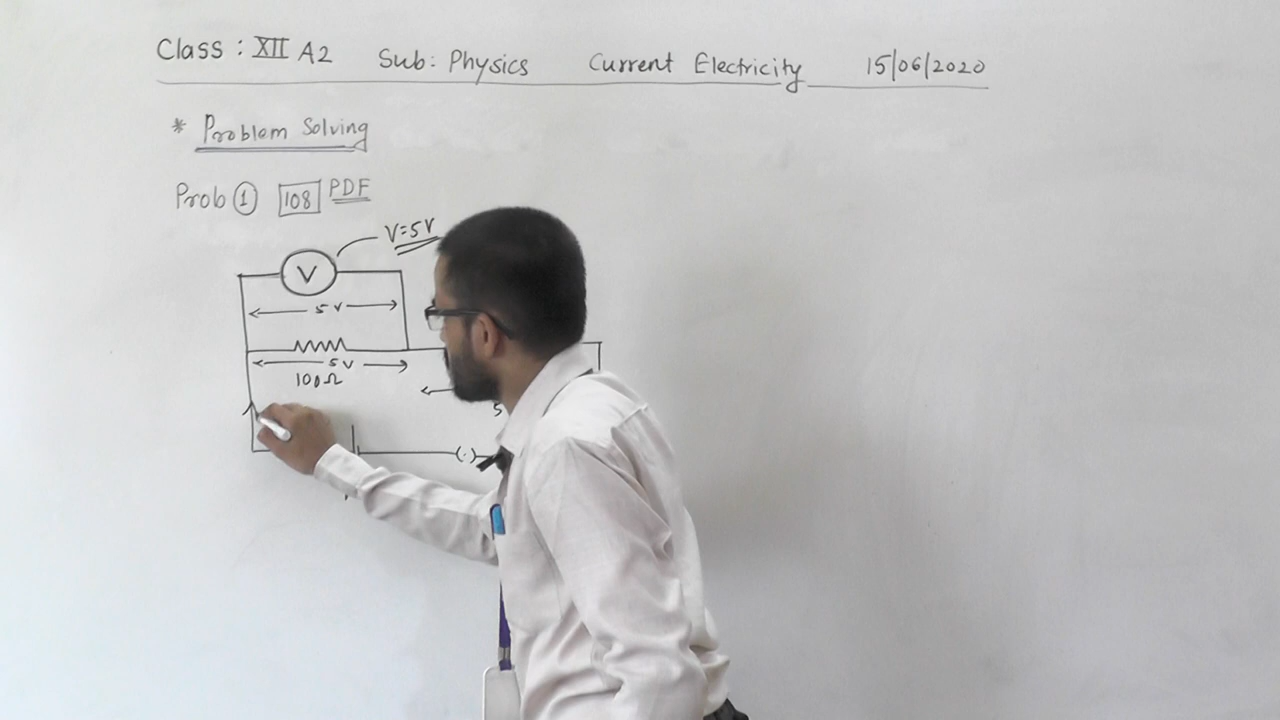 Class : XII A2 Sub: Physics Current Electricity 15/06/2020
* Problem Solving
Prob ① 108 PDF
V=5V
V
5 V
5 V
100Ω
5